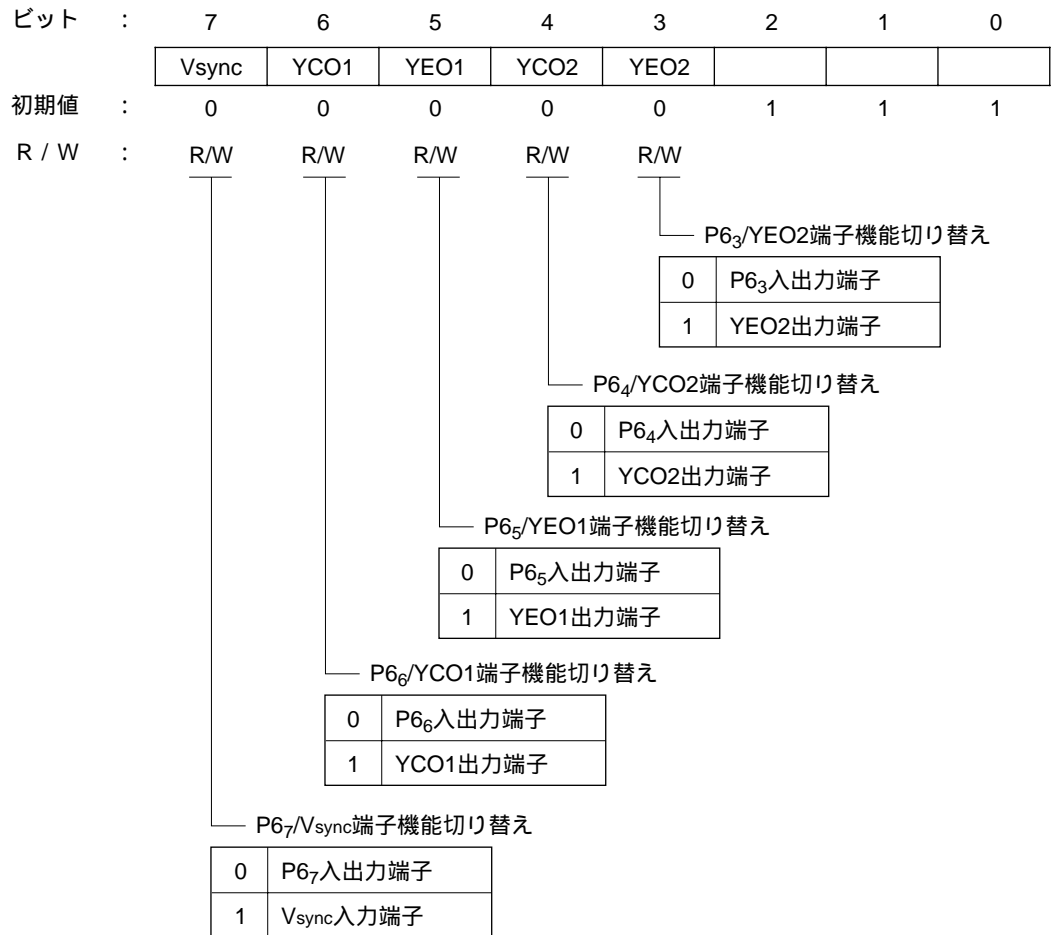 ビット : 7 6 5 4 3 2 1 0
Vsync YCO1 YEO1 YCO2 YEO2
初期値 : 0 0 0 0 0 1 1 1
R / W : R/W R/W R/W R/W R/W
P6₃/YEO2端子機能切り替え
0 P6₃入出力端子
1 YEO2出力端子
P6₄/YCO2端子機能切り替え
0 P6₄入出力端子
1 YCO2出力端子
P6₅/YEO1端子機能切り替え
0 P6₅入出力端子
1 YEO1出力端子
P6₆/YCO1端子機能切り替え
0 P6₆入出力端子
1 YCO1出力端子
P6₇/Vsync端子機能切り替え
0 P6₇入出力端子
1 Vsync入力端子